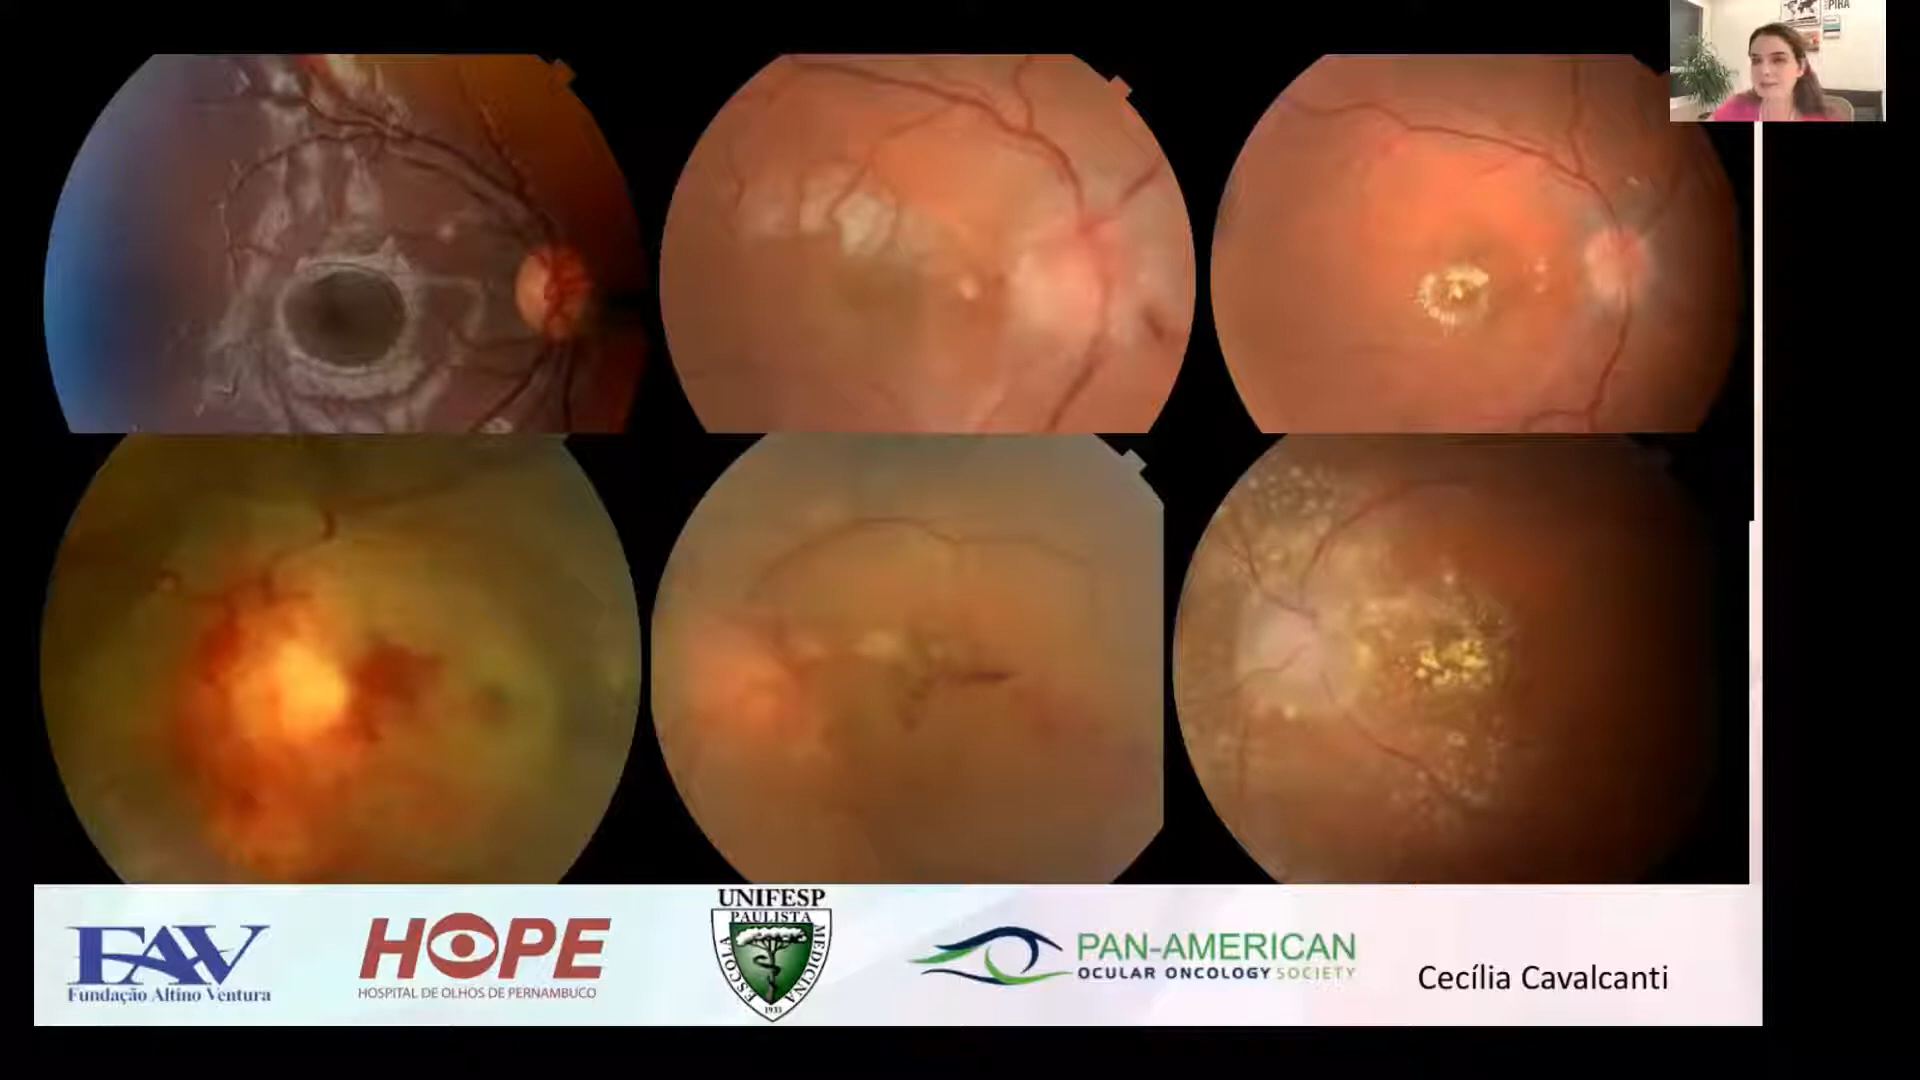 PIRA
FAV
Fundação Altino Ventura
HOPE
HOSPITAL DE OLHOS DE PERNAMBUCO
UNIFESP
ESCOLA PAULISTA MEDICINA
1933
PAN-AMERICAN
OCULAR ONCOLOGY SOCIETY
Cecília Cavalcanti